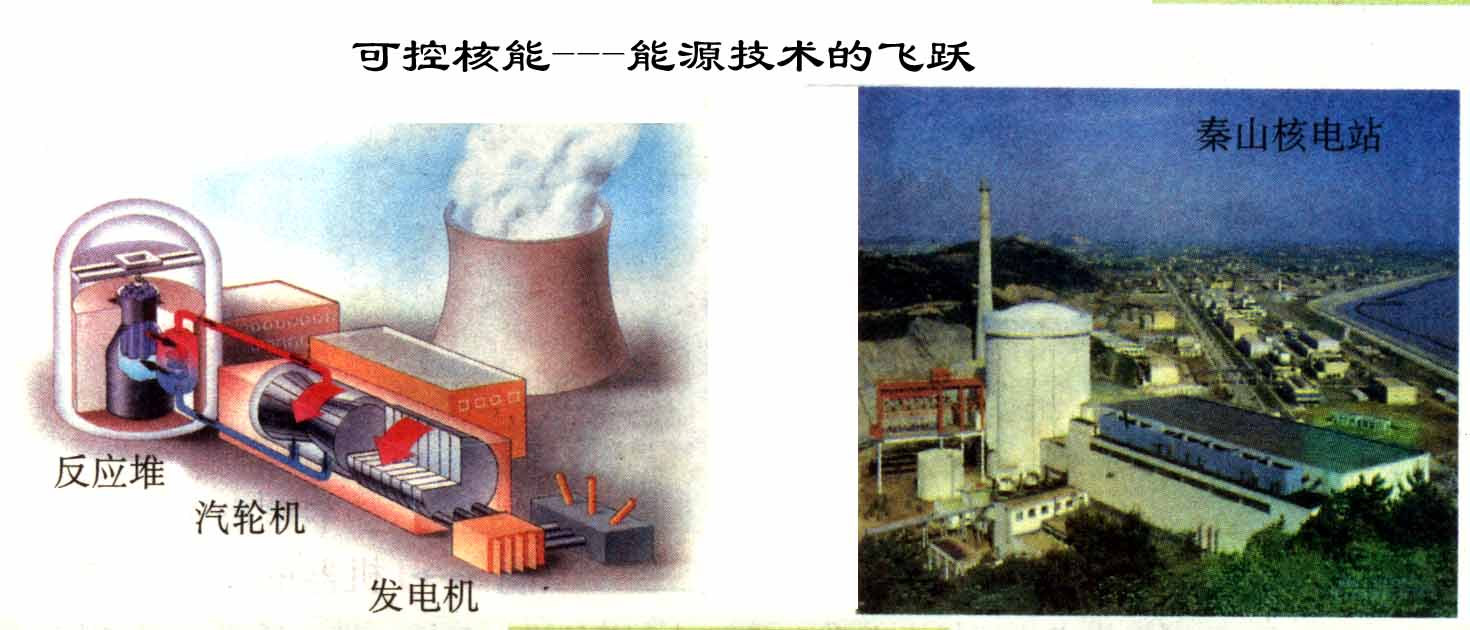 可控核能---能源技术的飞跃
秦山核电站
反应堆
汽轮机
发电机